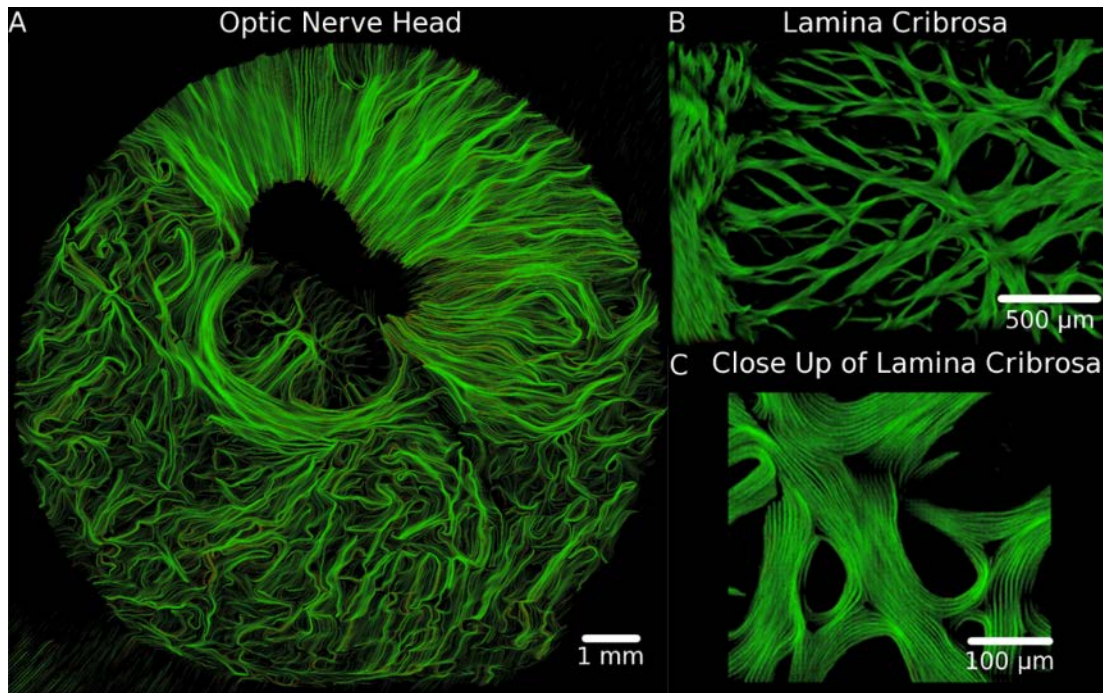 A
Optic Nerve Head
1 mm
B
Lamina Cribrosa
500 µm
C
Close Up of Lamina Cribrosa
100 µm